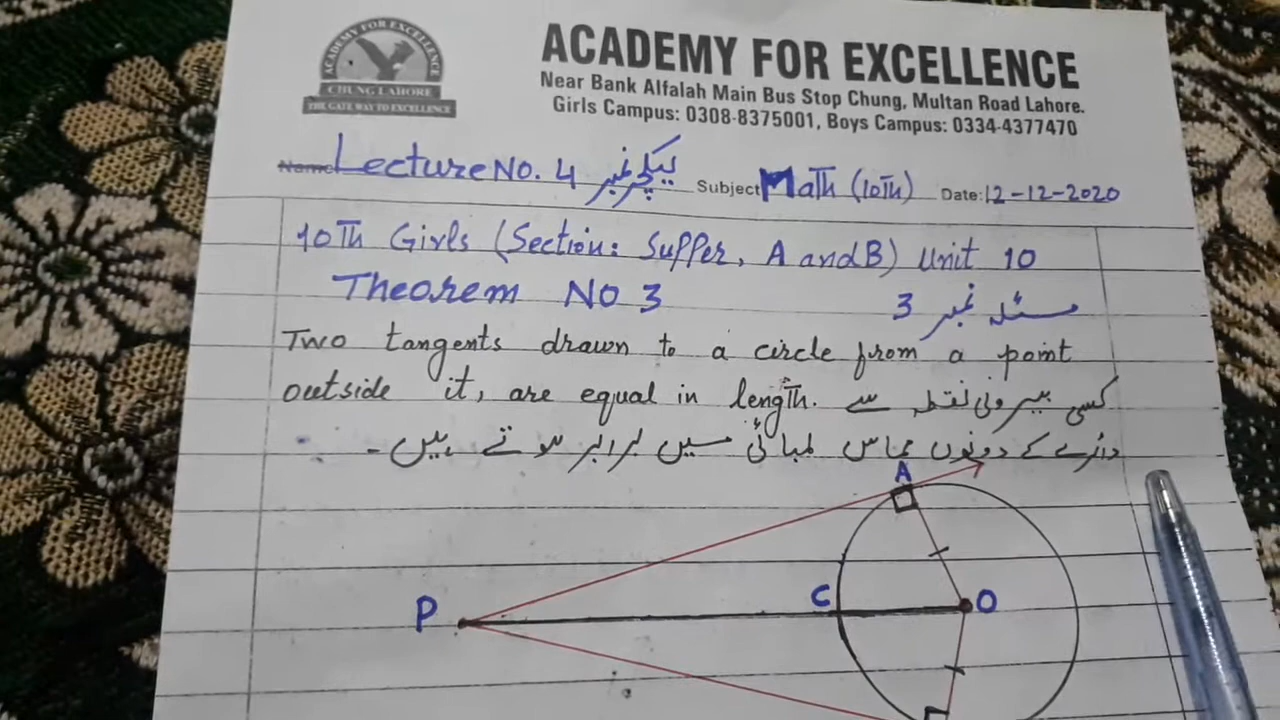 ACADEMY FOR EXCELLENCE
CHUNG LAHORE
THE GATE WAY TO EXCELLENCE
ACADEMY FOR EXCELLENCE
Near Bank Alfalah Main Bus Stop Chung, Multan Road Lahore.
Girls Campus: 0308-8375001, Boys Campus: 0334-4377470
Name Lecture No. 4 لیکچر نمبر Subject Math (10Th) Date: 12-12-2020
10Th Girls (Section: Supper, A and B) Unit 10
Theorem No 3 مسئلہ نمبر 3
Two tangents drawn to a circle from a point
outside it, are equal in length. کسی بیرونی نقطہ سے
دائرے کے دونوں مماس لمبائی میں برابر ہوتے ہیں۔
A
P
C
O